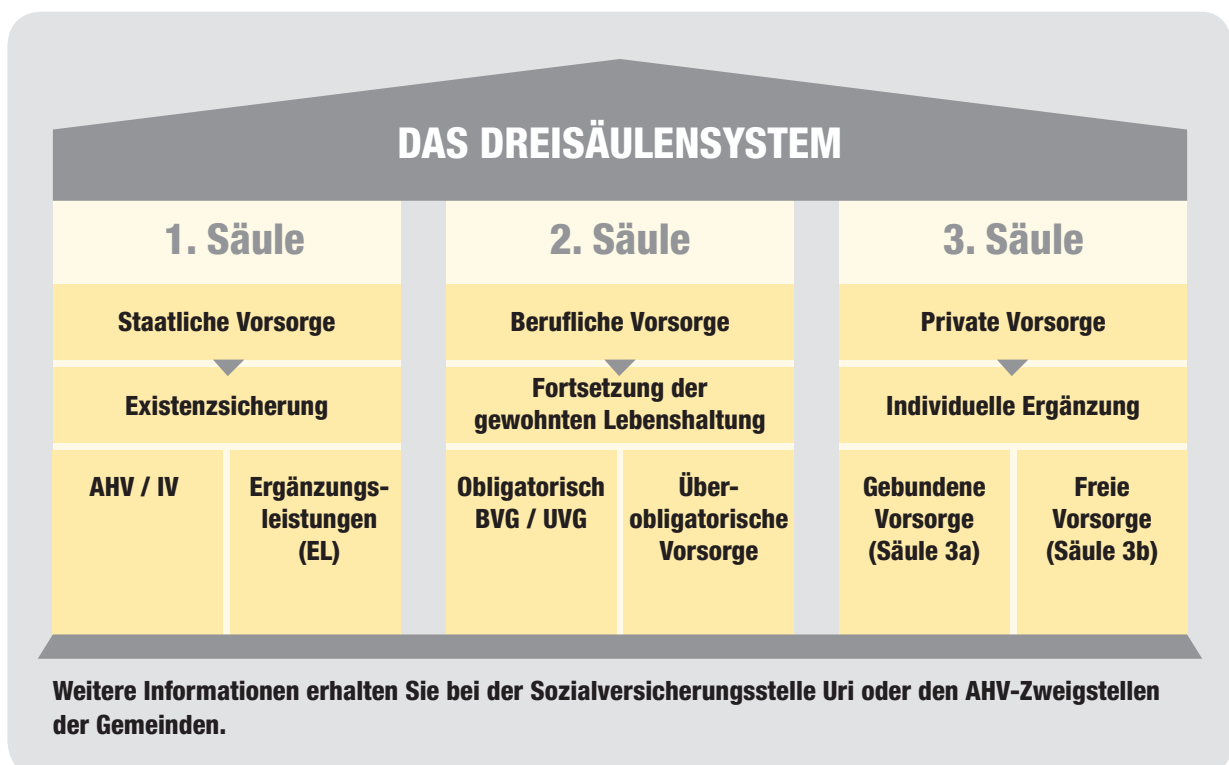 DAS DREISÄULENSYSTEM
1. Säule
Staatliche Vorsorge
Existenzsicherung
AHV / IV
Ergänzungs-
leistungen
(EL)
2. Säule
Berufliche Vorsorge
Fortsetzung der
gewohnten Lebenshaltung
Obligatorisch
BVG / UVG
Über-
obligatorische
Vorsorge
3. Säule
Private Vorsorge
Individuelle Ergänzung
Gebundene
Vorsorge
(Säule 3a)
Freie
Vorsorge
(Säule 3b)
Weitere Informationen erhalten Sie bei der Sozialversicherungsstelle Uri oder den AHV-Zweigstellen
der Gemeinden.